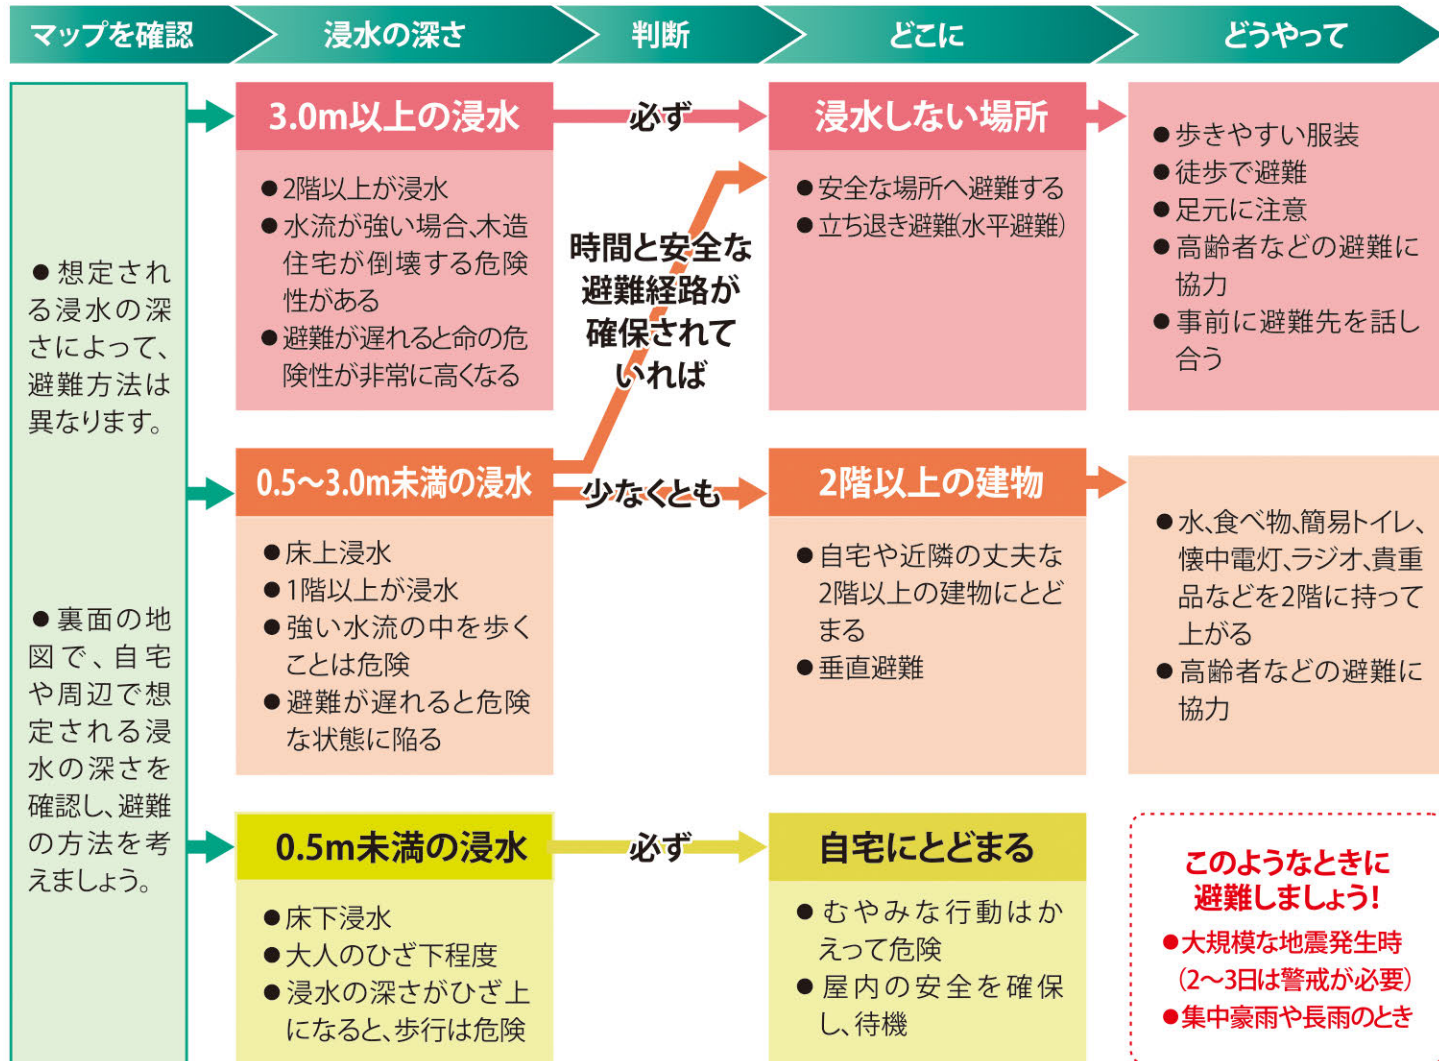 マップを確認
浸水の深さ
判断
どこに
どうやって
●想定され
る浸水の深
さによって、
避難方法は
異なります。
●裏面の地
図で、自宅
や周辺で想
定される浸
水の深さを
確認し、避難
の方法を考
えましょう。
3.0m以上の浸水
●2階以上が浸水
●水流が強い場合、木造
住宅が倒壊する危険
性がある
●避難が遅れると命の危
険性が非常に高くなる
必ず
浸水しない場所
●安全な場所へ避難する
●立ち退き避難(水平避難)
●歩きやすい服装
●徒歩で避難
●足元に注意
●高齢者などの避難に
協力
●事前に避難先を話し
合う
時間と安全な
避難経路が
確保されて
いれば
0.5〜3.0m未満の浸水
●床上浸水
●1階以上が浸水
●強い水流の中を歩く
ことは危険
●避難が遅れると危険
な状態に陥る
少なくとも
2階以上の建物
●自宅や近隣の丈夫な
2階以上の建物にとど
まる
●垂直避難
●水、食べ物、簡易トイレ、
懐中電灯、ラジオ、貴重
品などを2階に持って
上がる
●高齢者などの避難に
協力
0.5m未満の浸水
●床下浸水
●大人のひざ下程度
●浸水の深さがひざ上
になると、歩行は危険
必ず
自宅にとどまる
●むやみな行動はか
えって危険
●屋内の安全を確保
し、待機
このようなときに
避難しましょう!
●大規模な地震発生時
(2〜3日は警戒が必要)
●集中豪雨や長雨のとき